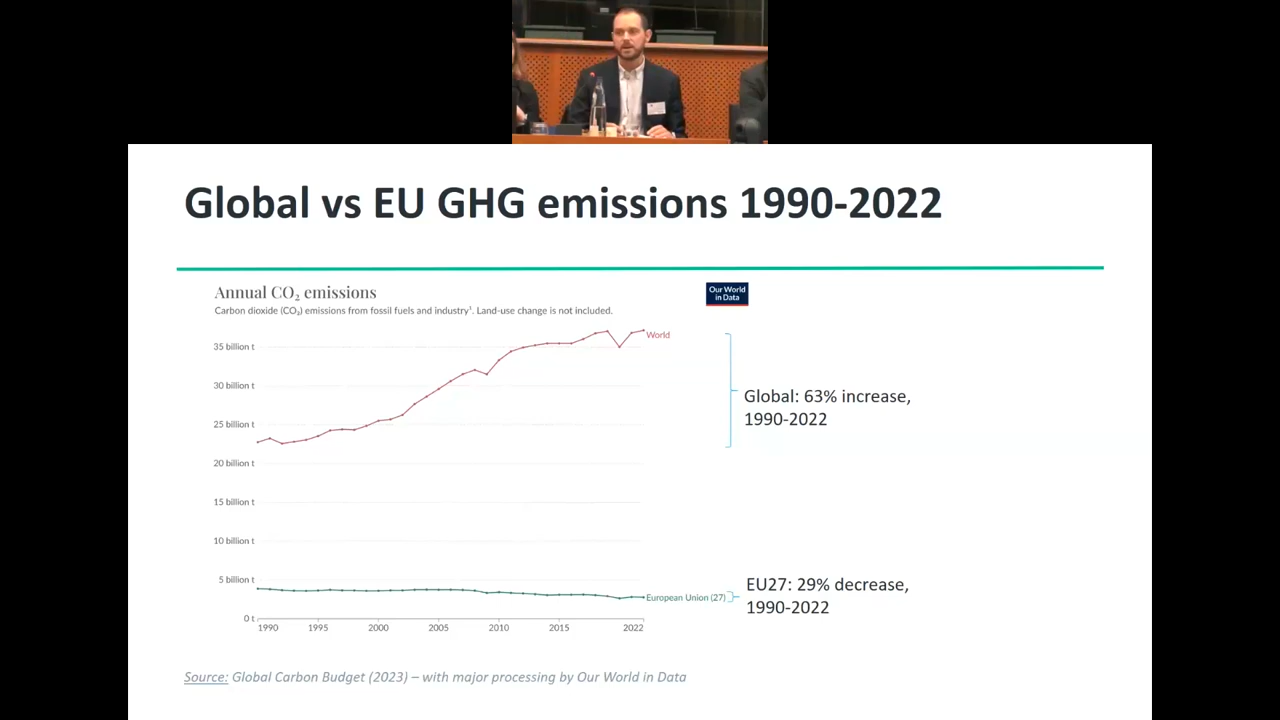 Global vs EU GHG emissions 1990-2022
Annual CO₂ emissions
Carbon dioxide (CO₂) emissions from fossil fuels and industry¹. Land-use change is not included.
Our World
in Data
World
35 billion t
30 billion t
25 billion t
20 billion t
15 billion t
10 billion t
5 billion t
0 t
Global: 63% increase,
1990-2022
European Union (27)
EU27: 29% decrease,
1990-2022
1990 1995 2000 2005 2010 2015 2022
Source: Global Carbon Budget (2023) – with major processing by Our World in Data